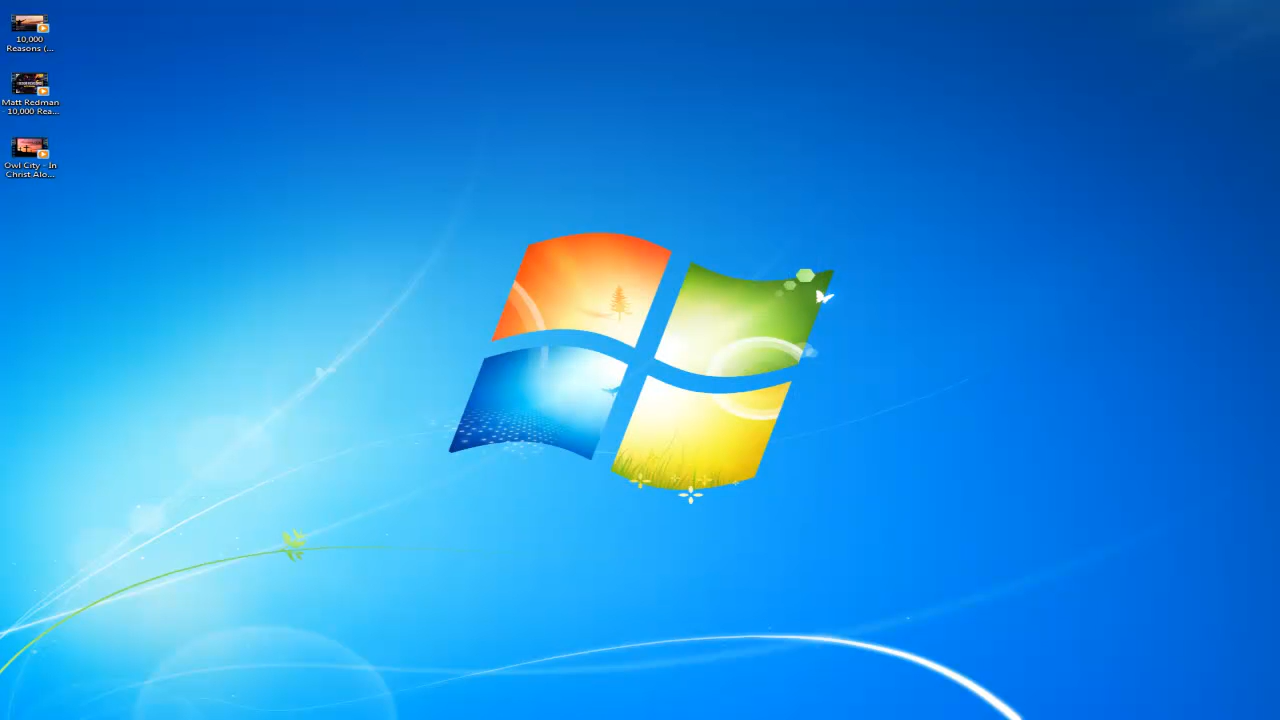 10,000
Reasons (...
Matt Redman
- 10,000 Rea...
Owl City - In
Christ Alo...